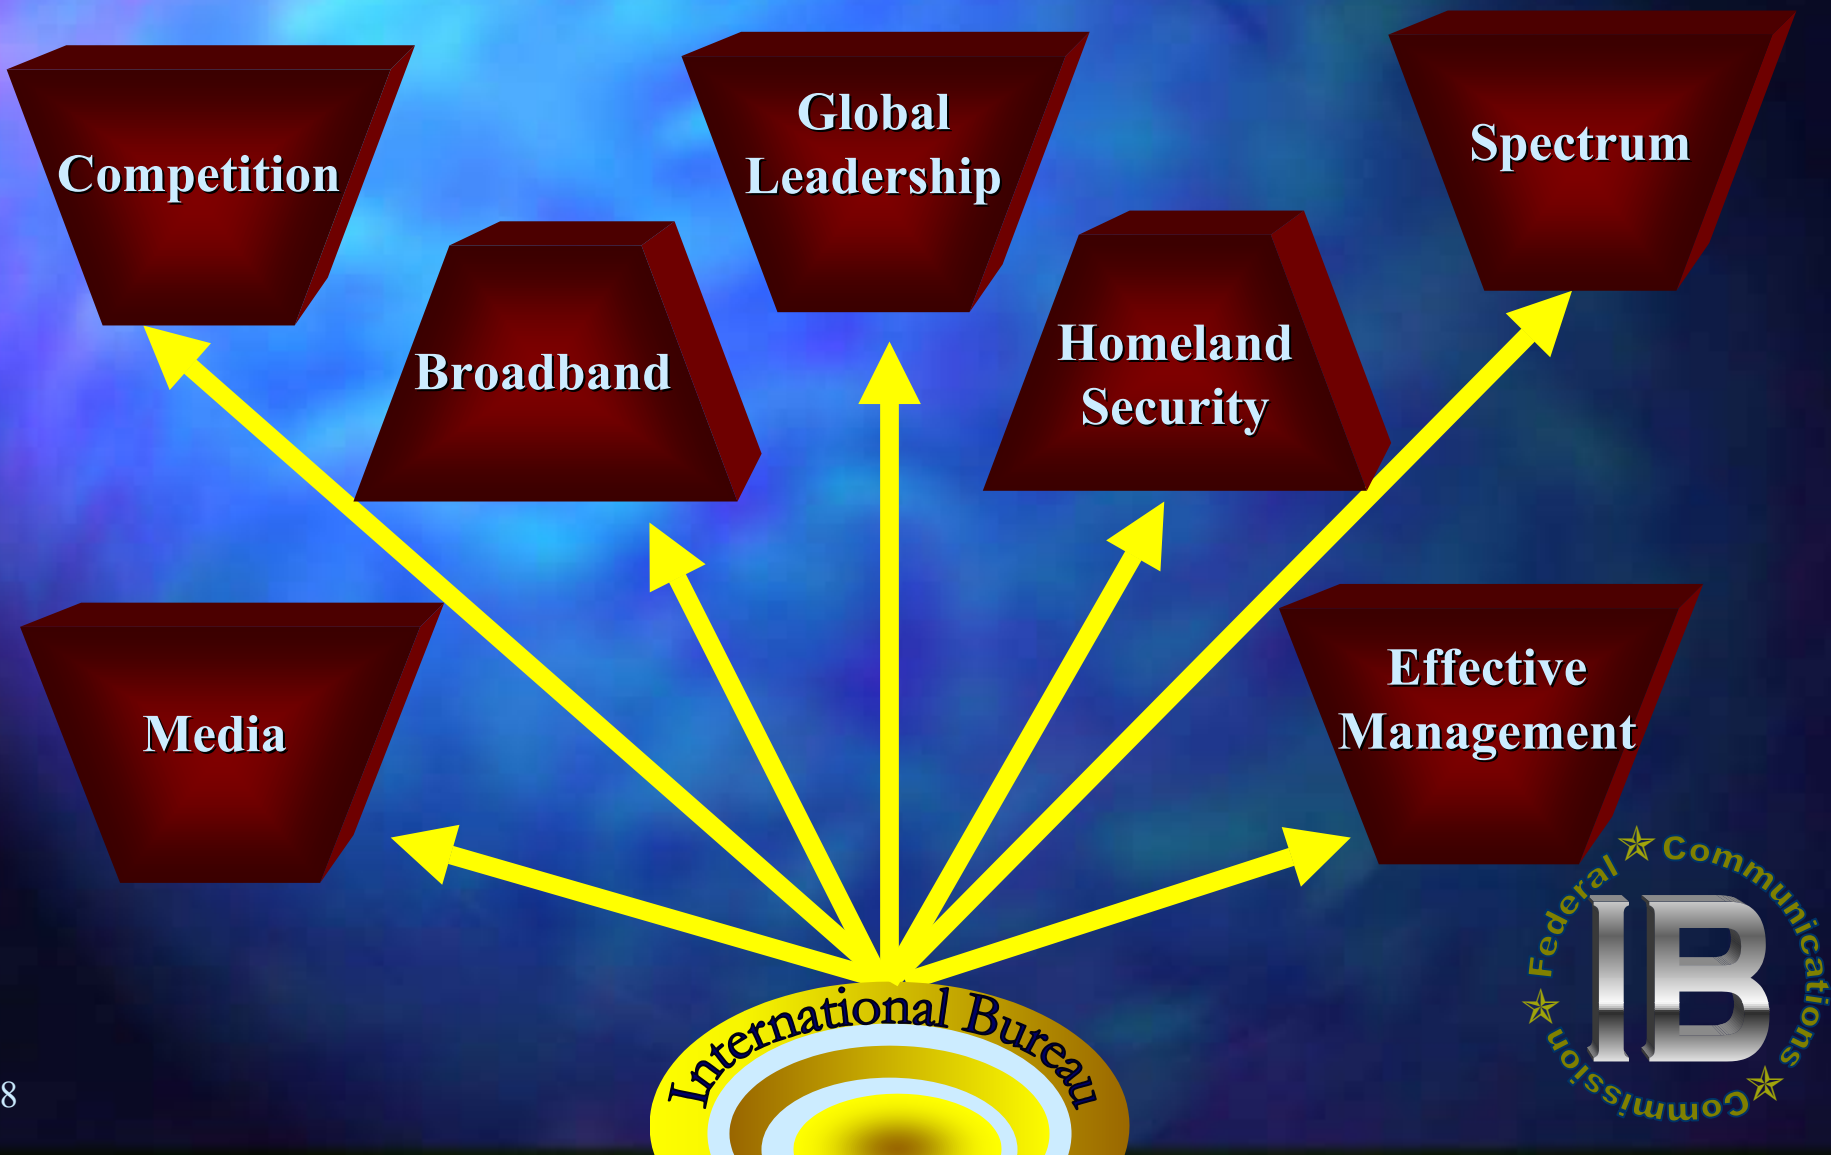 Competition
Global
Leadership
Spectrum
Broadband
Homeland
Security
Media
Effective
Management
International Bureau
Federal Communications Commission
IB
8